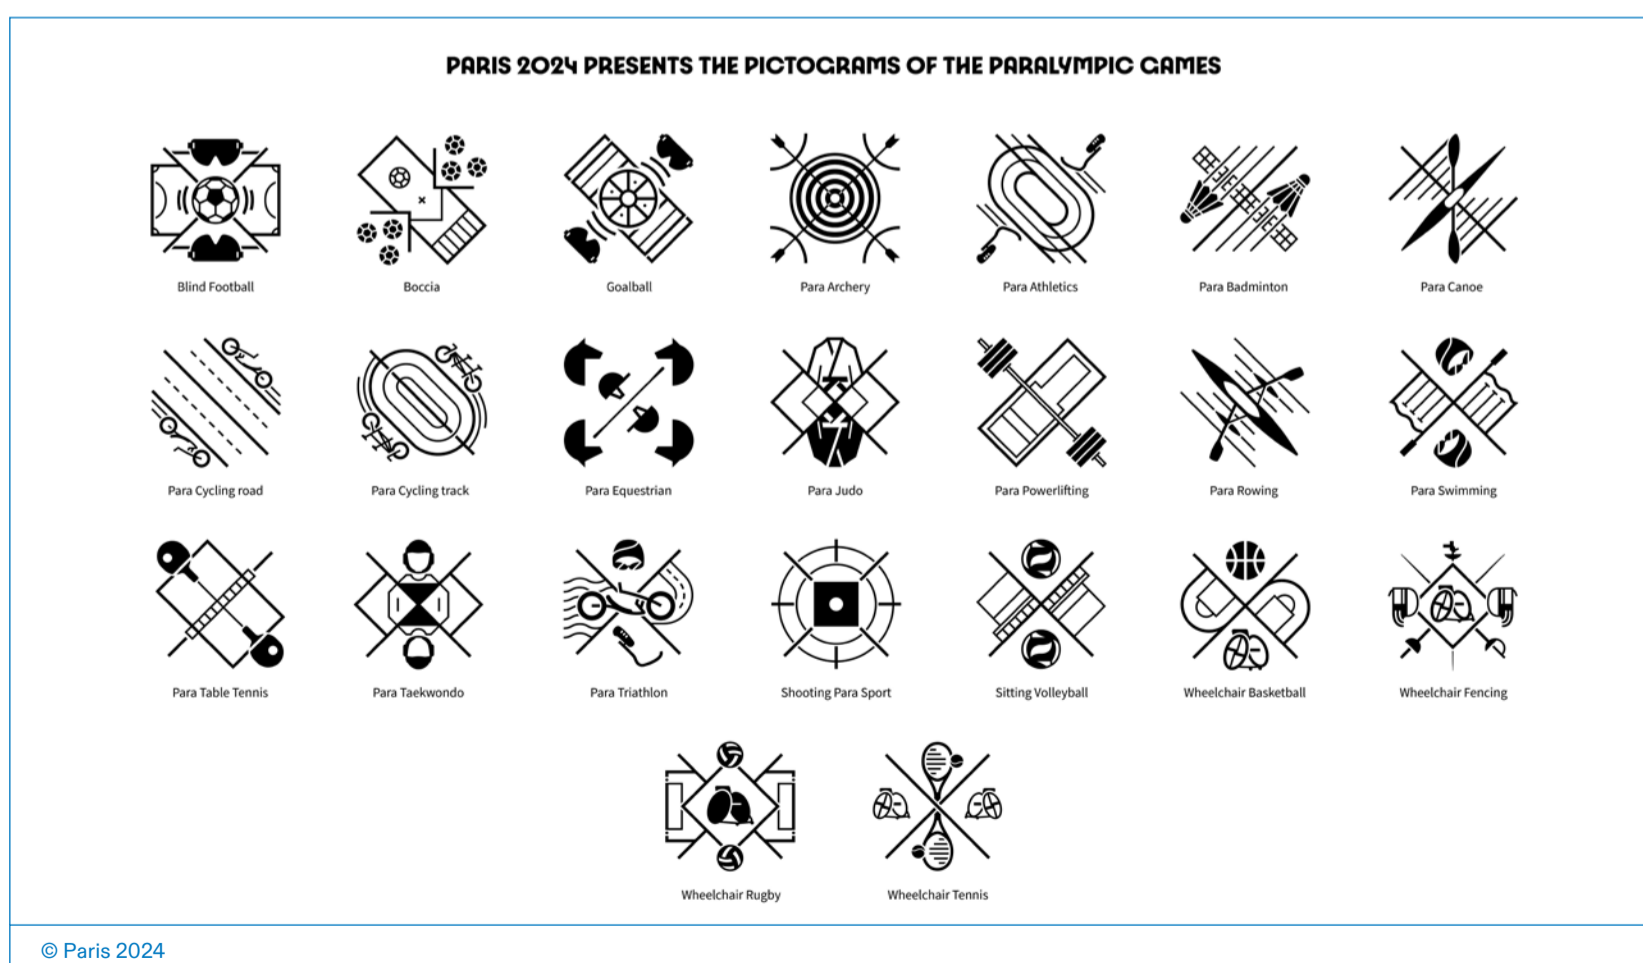 PARIS 2024 PRESENTS THE PICTOGRAMS OF THE PARALYMPIC GAMES
Blind Football
Boccia
Goalball
Para Archery
Para Athletics
Para Badminton
Para Canoe
Para Cycling road
Para Cycling track
Para Equestrian
Para Judo
Para Powerlifting
Para Rowing
Para Swimming
Para Table Tennis
Para Taekwondo
Para Triathlon
Shooting Para Sport
Sitting Volleyball
Wheelchair Basketball
Wheelchair Fencing
Wheelchair Rugby
Wheelchair Tennis
© Paris 2024